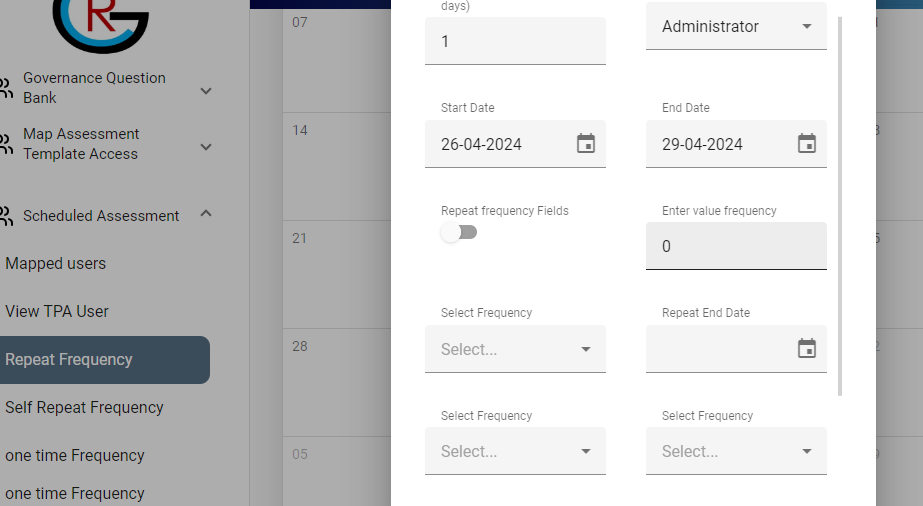 RG
Governance Question
Bank
Map Assessment
Template Access
Scheduled Assessment
Mapped users
View TPA User
Repeat Frequency
Self Repeat Frequency
one time Frequency
one time Frequency
07
14
21
28
05
days)
1
Administrator
Start Date
End Date
26-04-2024
29-04-2024
Repeat frequency Fields
Enter value frequency
0
Select Frequency
Repeat End Date
Select...
Select Frequency
Select Frequency
Select...
Select...